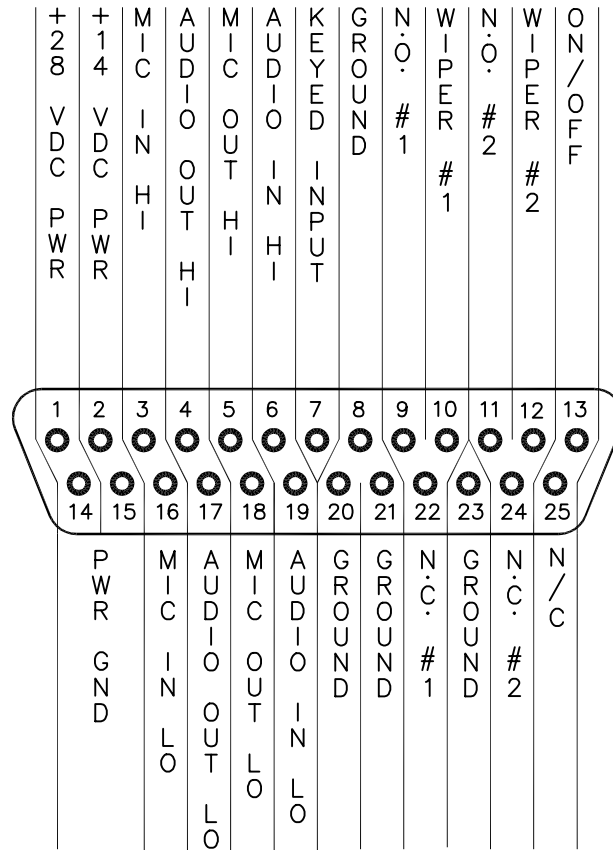 +28 VDC PWR
+14 VDC PWR
MIC IN HI
AUDIO OUT HI
MIC OUT HI
AUDIO IN HI
KEYED INPUT
GROUND
N.O. #1
WIPER #1
N.O. #2
WIPER #2
ON/OFF
1 2 3 4 5 6 7 8 9 10 11 12 13
14 15 16 17 18 19 20 21 22 23 24 25
PWR GND
MIC IN LO
AUDIO OUT LO
MIC OUT LO
AUDIO IN LO
GROUND
GROUND
N.C. #1
GROUND
N.C. #2
N/C